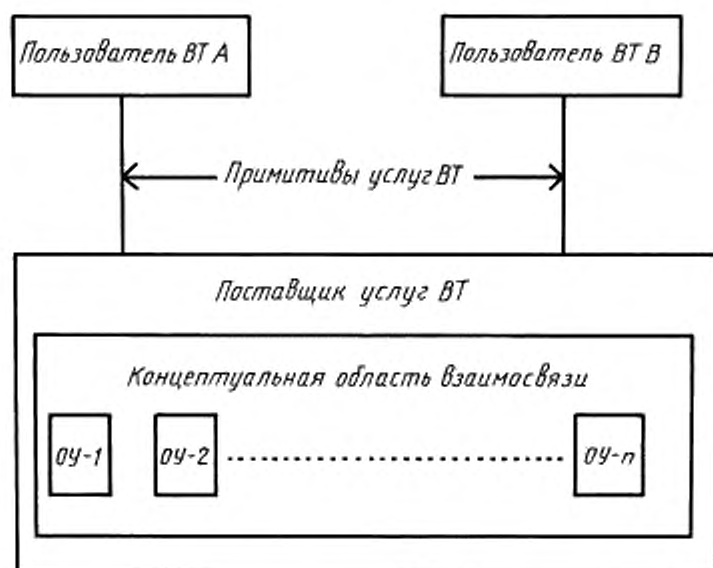 Пользователь ВТ А
Пользователь ВТ В
Примитивы услуг ВТ
Поставщик услуг ВТ
Концептуальная область взаимосвязи
ОУ-1
ОУ-2
ОУ-п